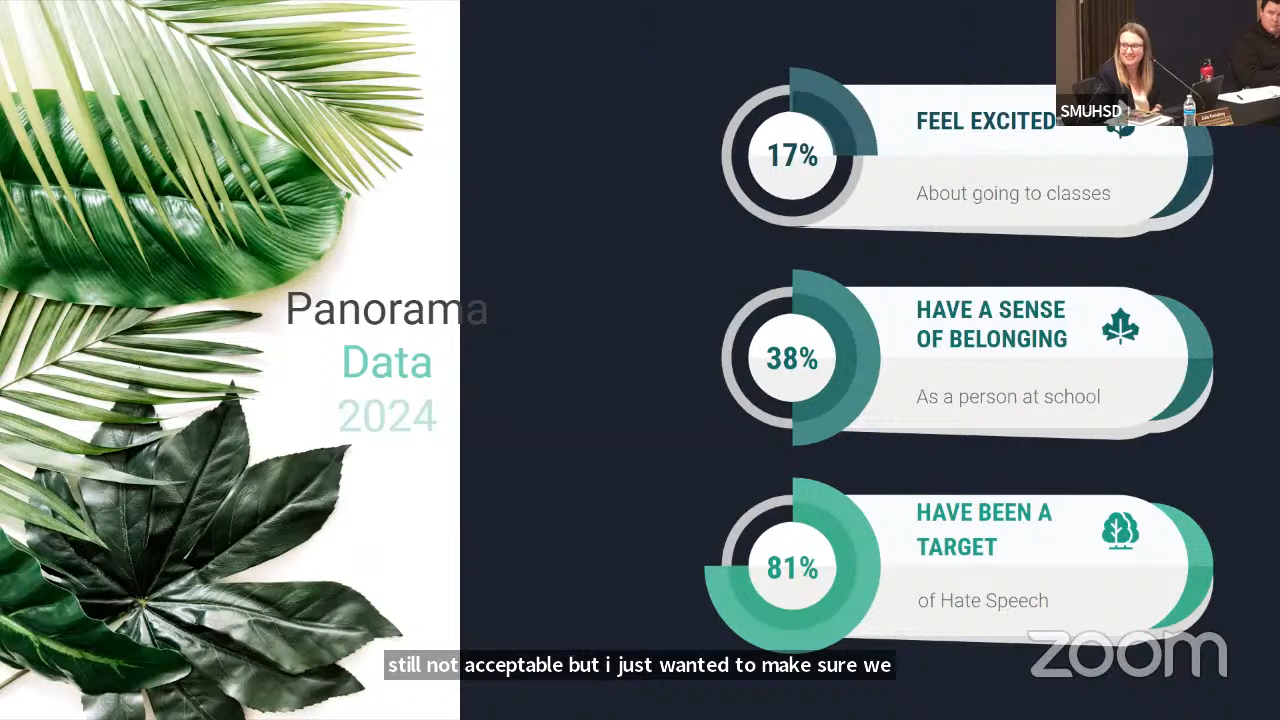 Panorama
Data
2024
17%
FEEL EXCITED
About going to classes
38%
HAVE A SENSE
OF BELONGING
As a person at school
81%
HAVE BEEN A
TARGET
of Hate Speech
SMUHSD
still not acceptable but i just wanted to make sure we
zoom